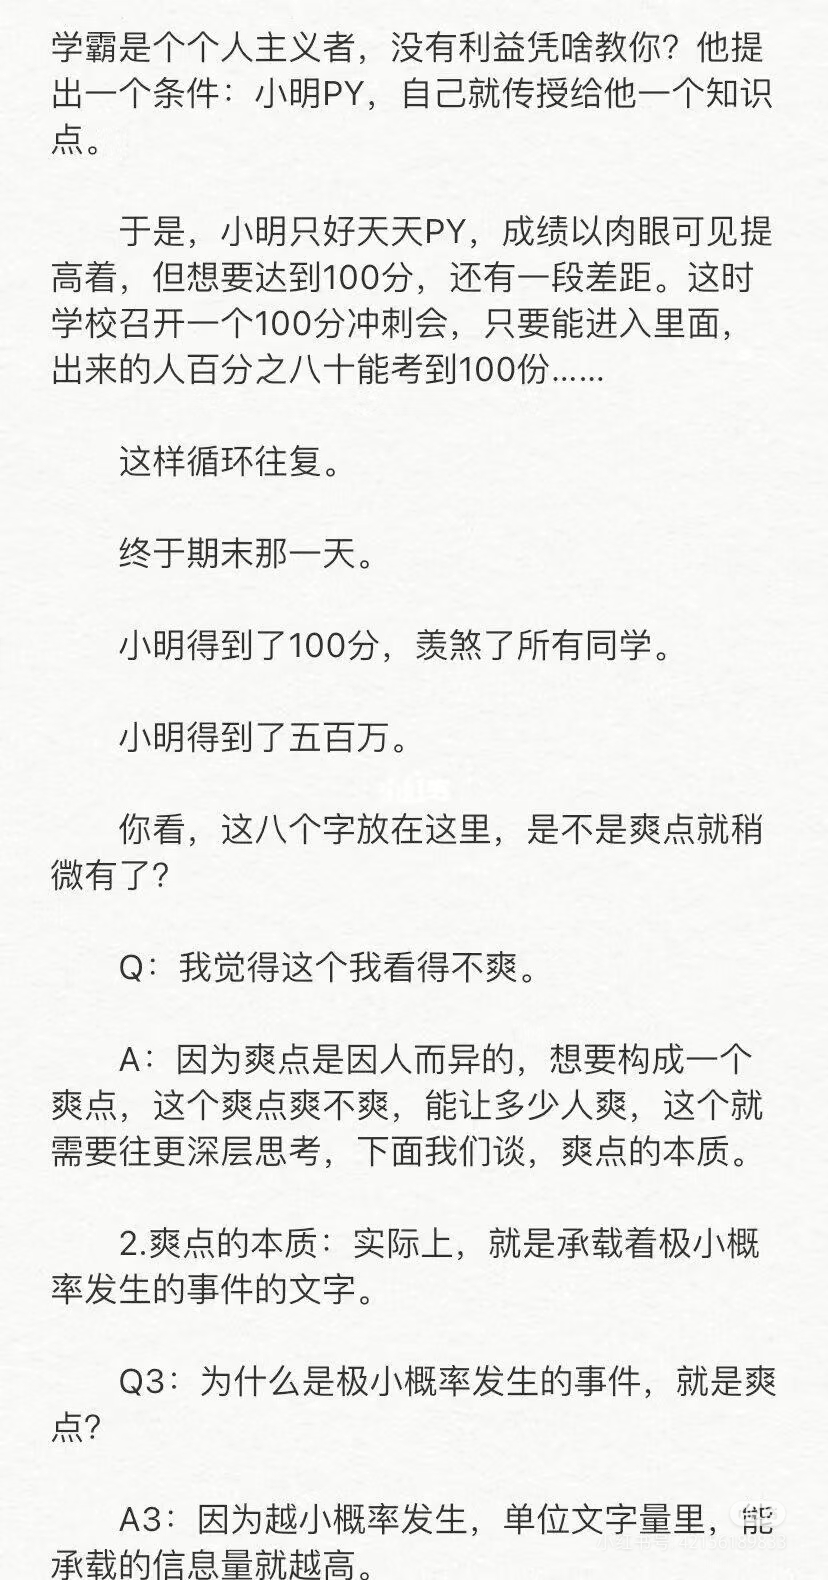 学霸是个个人主义者，没有利益凭啥教你？他提
出一个条件：小明PY，自己就传授给他一个知识
点。
于是，小明只好天天PY，成绩以肉眼可见提
高着，但想要达到100分，还有一段差距。这时
学校召开一个100分冲刺会，只要能进入里面，
出来的人百分之八十能考到100份……
这样循环往复。
终于期末那一天。
小明得到了100分，羡煞了所有同学。
小明得到了五百万。
你看，这八个字放在这里，是不是爽点就稍
微有了？
Q：我觉得这个我看得不爽。
A：因为爽点是因人而异的，想要构成一个
爽点，这个爽点爽不爽，能让多少人爽，这个就
需要往更深层思考，下面我们谈，爽点的本质。
2.爽点的本质：实际上，就是承载着极小概
率发生的事件的文字。
Q3：为什么是极小概率发生的事件，就是爽
点？
A3：因为越小概率发生，单位文字量里，能
承载的信息量就越高。